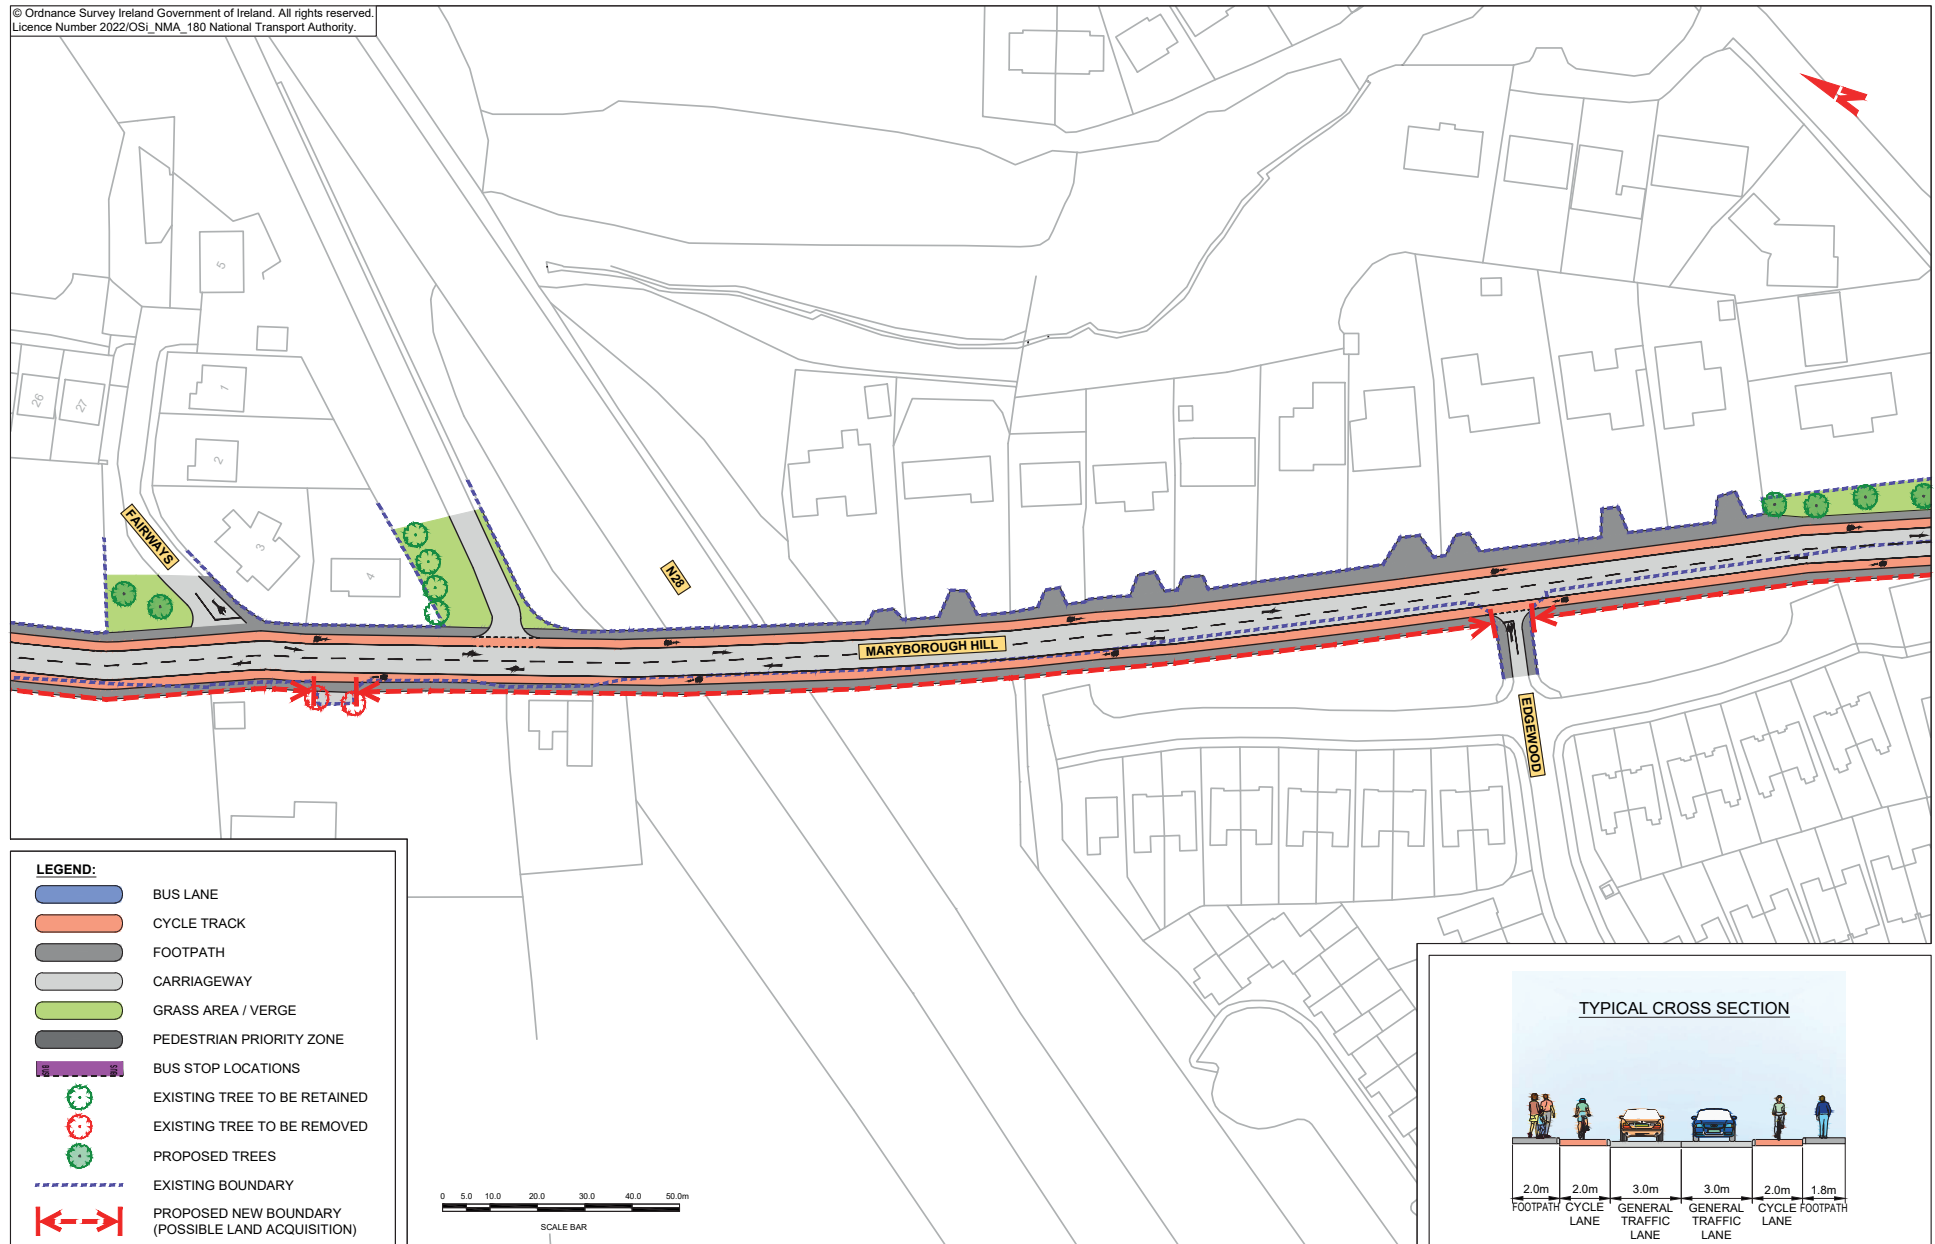 © Ordnance Survey Ireland Government of Ireland. All rights reserved.
Licence Number 2022/OSi_NMA_180 National Transport Authority.
N
5
1
26
27
2
3
4
FAIRWAYS
N28
MARYBOROUGH HILL
EDGEWOOD
LEGEND:
BUS LANE
CYCLE TRACK
FOOTPATH
CARRIAGEWAY
GRASS AREA / VERGE
PEDESTRIAN PRIORITY ZONE
BUS STOP LOCATIONS
EXISTING TREE TO BE RETAINED
EXISTING TREE TO BE REMOVED
PROPOSED TREES
EXISTING BOUNDARY
PROPOSED NEW BOUNDARY
(POSSIBLE LAND ACQUISITION)
0 5.0 10.0 20.0 30.0 40.0 50.0m
SCALE BAR
TYPICAL CROSS SECTION
2.0m 2.0m 3.0m 3.0m 2.0m 1.8m
FOOTPATH CYCLE LANE GENERAL TRAFFIC LANE GENERAL TRAFFIC LANE CYCLE LANE FOOTPATH